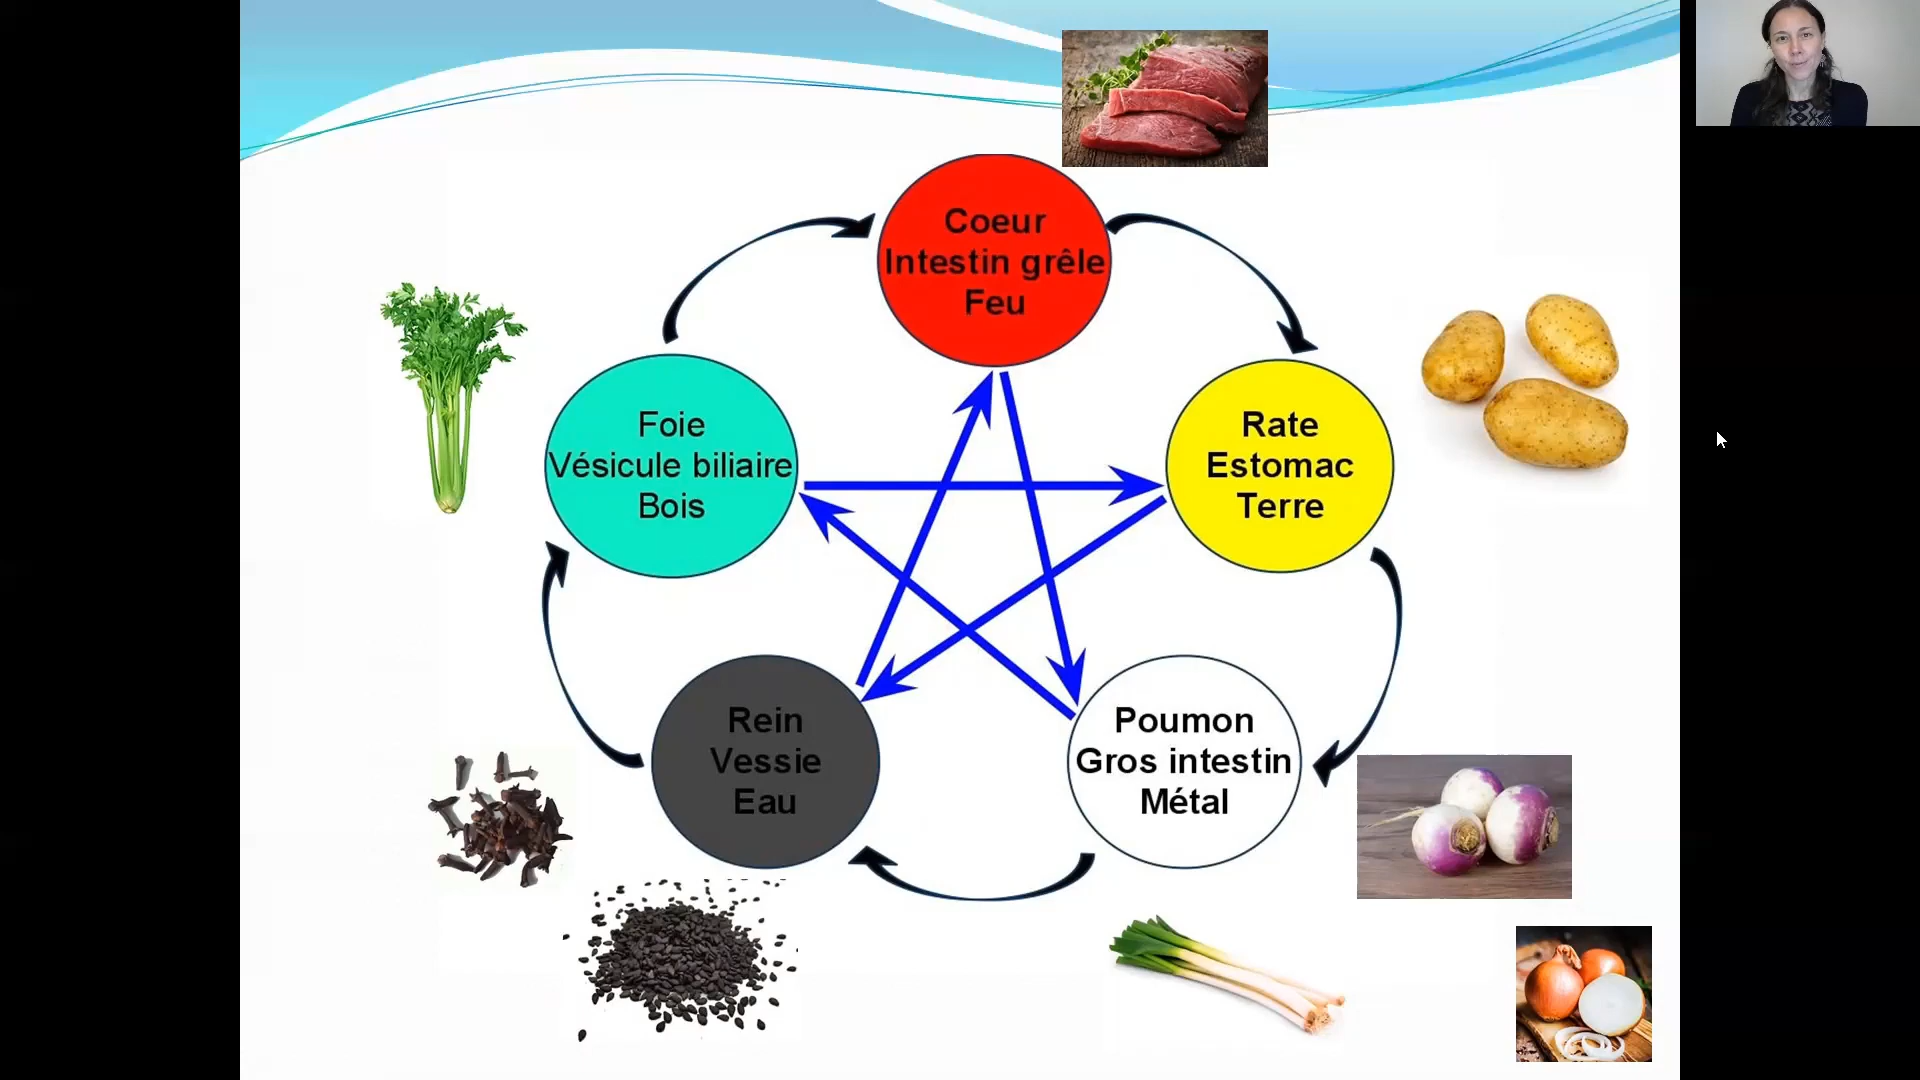 Coeur
Intestin grêle
Feu
Foie
Vésicule biliaire
Bois
Rate
Estomac
Terre
Rein
Vessie
Eau
Poumon
Gros intestin
Métal